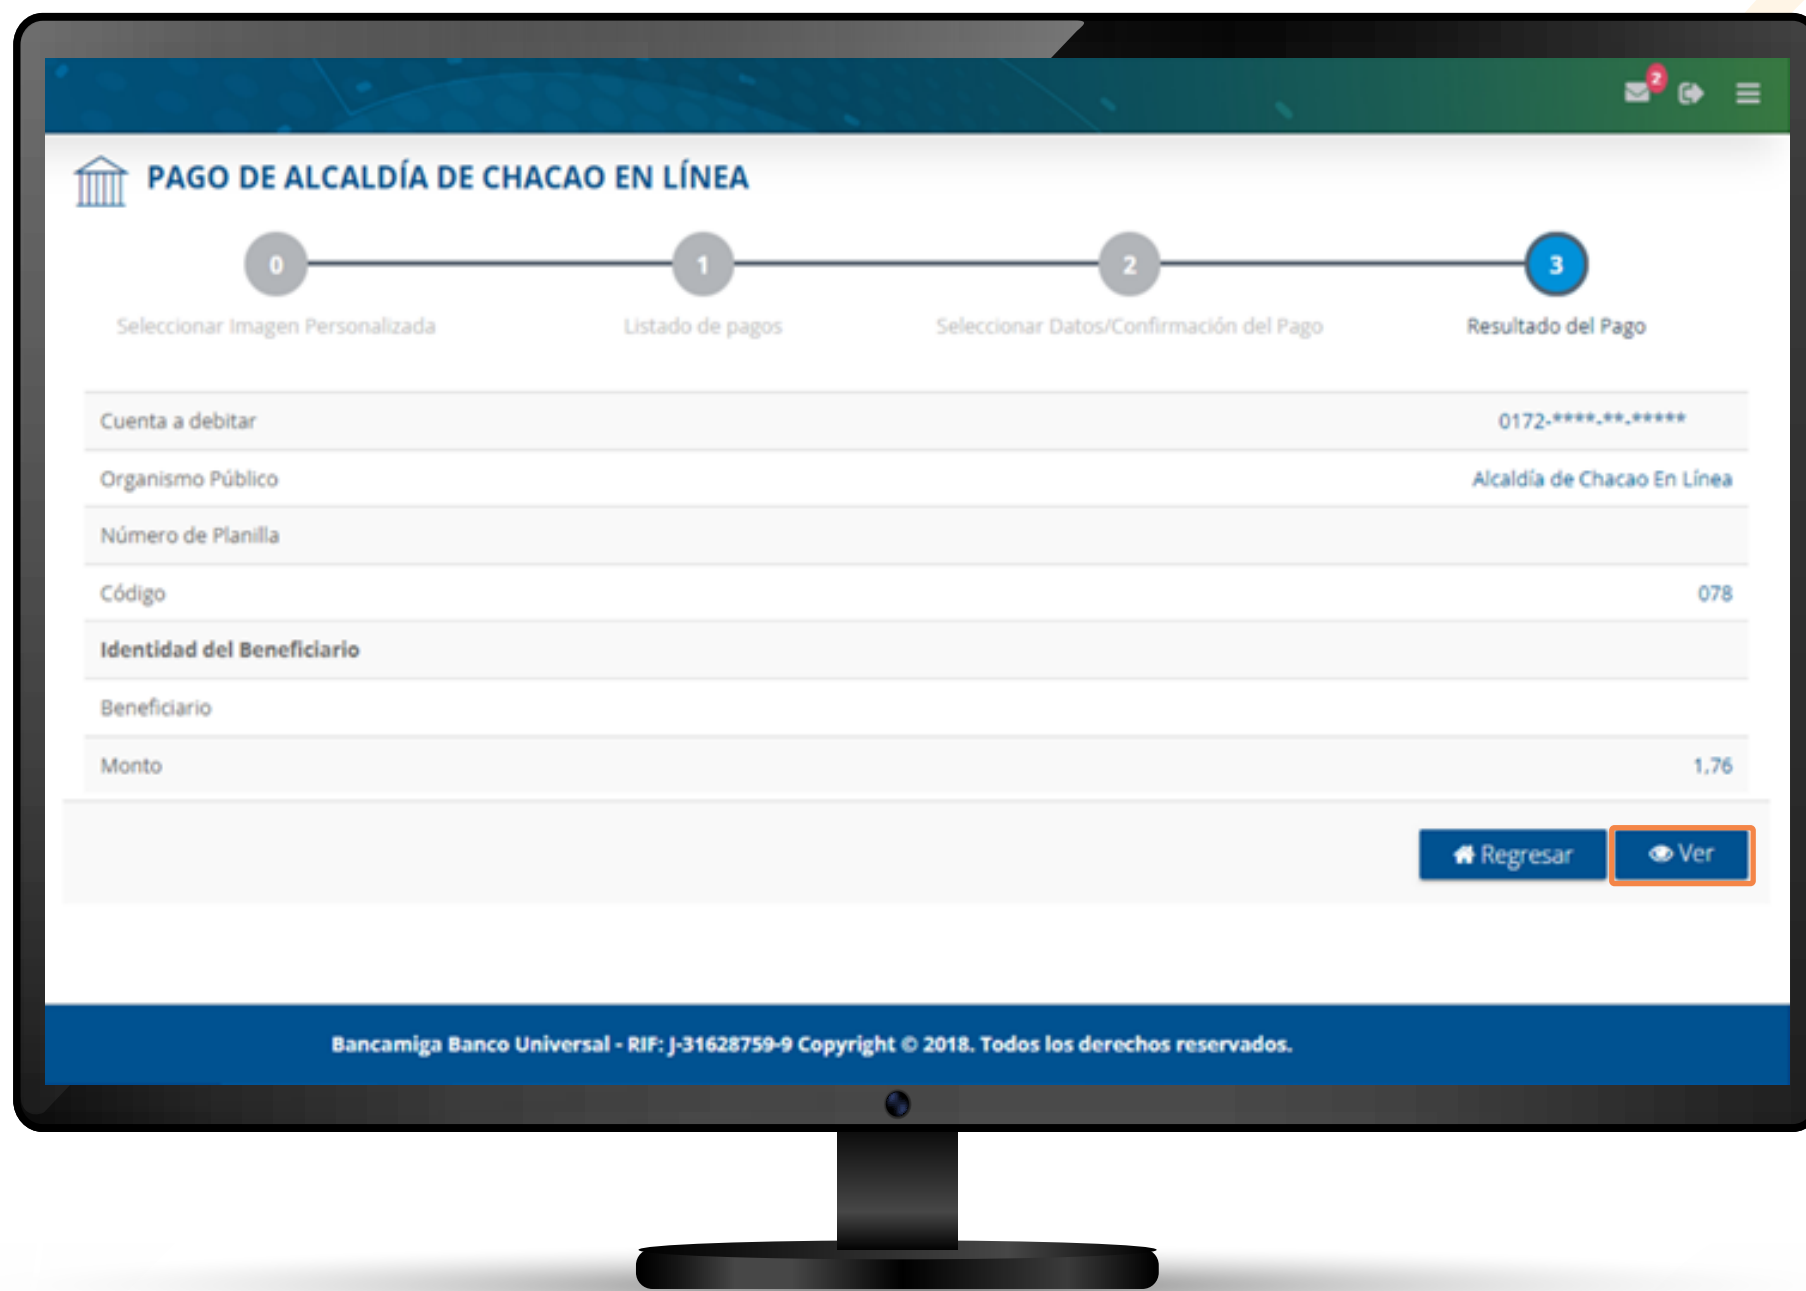 2
PAGO DE ALCALDÍA DE CHACAO EN LÍNEA
0 1 2 3
Seleccionar Imagen Personalizada Listado de pagos Seleccionar Datos/Confirmación del Pago Resultado del Pago
Cuenta a debitar 0172-****-**-*****
Organismo Público Alcaldía de Chacao En Línea
Número de Planilla
Código 078
Identidad del Beneficiario
Beneficiario
Monto 1,76
Regresar Ver
Bancamiga Banco Universal - RIF: J-31628759-9 Copyright © 2018. Todos los derechos reservados.